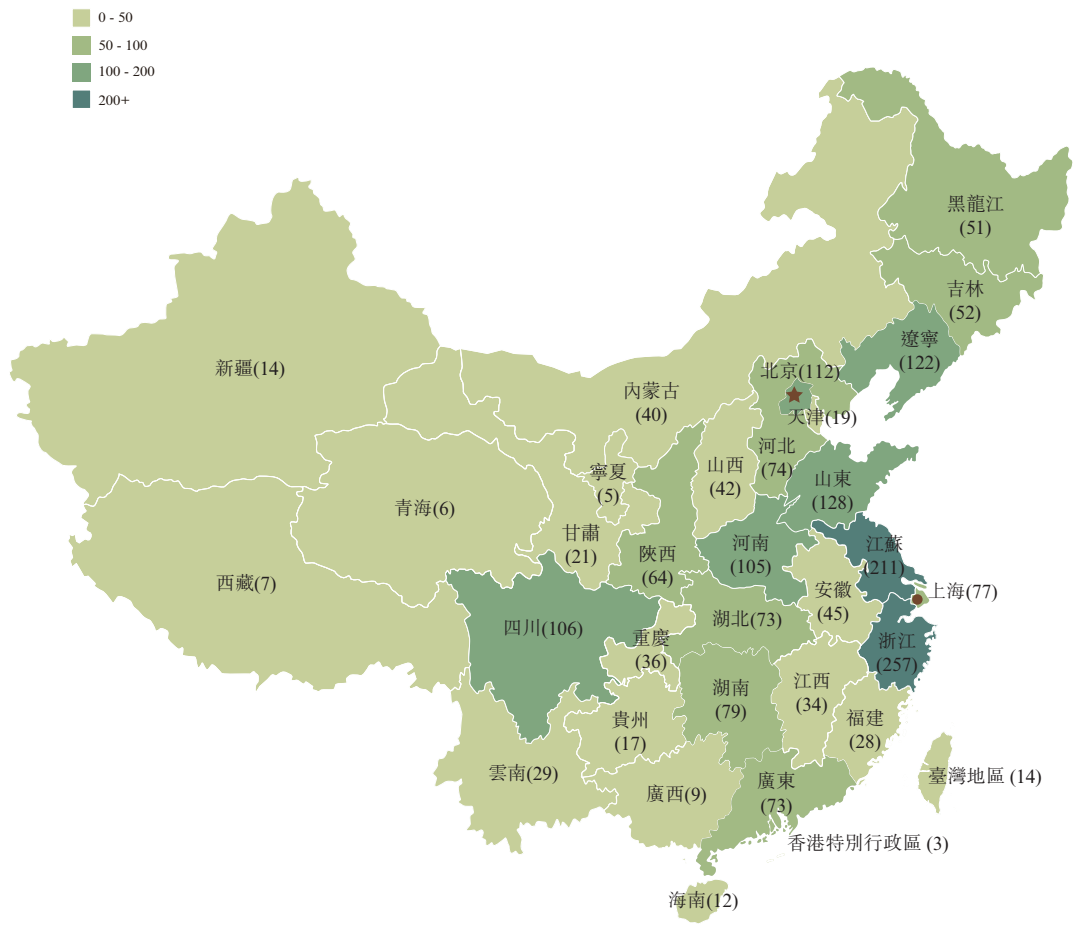 0 - 50
50 - 100
100 - 200
200+
黑龍江
(51)
吉林
(52)
遼寧
(122)
新疆(14)
北京(112)
內蒙古
(40)
天津(19)
河北
(74)
山西
(42)
寧夏
(5)
山東
(128)
青海(6)
甘肅
(21)
陝西
(64)
河南
(105)
江蘇
(211)
西藏(7)
安徽
(45)
上海(77)
四川(106)
重慶
(36)
湖北(73)
浙江
(257)
湖南
(79)
江西
(34)
福建
(28)
貴州
(17)
雲南(29)
廣西(9)
廣東
(73)
臺灣地區 (14)
香港特別行政區 (3)
海南(12)